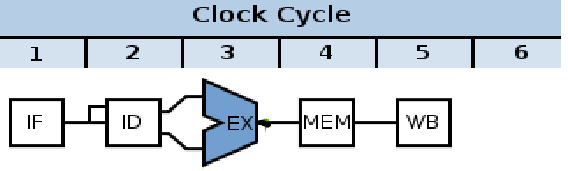 Clock Cycle
1 2 3 4 5 6
IF ID EX MEM WB